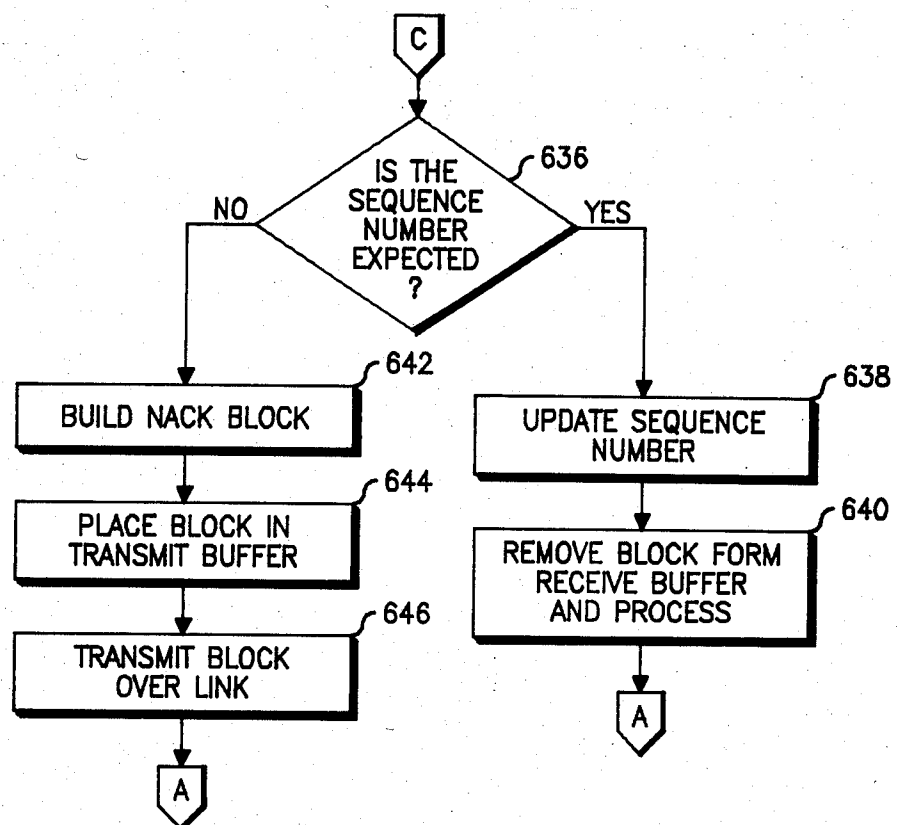 C
IS THE
SEQUENCE
NUMBER
EXPECTED
?
636
NO
YES
642
BUILD NACK BLOCK
644
PLACE BLOCK IN
TRANSMIT BUFFER
646
TRANSMIT BLOCK
OVER LINK
A
638
UPDATE SEQUENCE
NUMBER
640
REMOVE BLOCK FORM
RECEIVE BUFFER
AND PROCESS
A